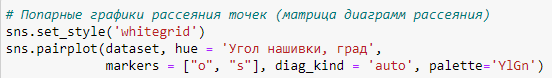 # Попарные графики рассеяния точек (матрица диаграмм рассеяния)
sns.set_style('whitegrid')
sns.pairplot(dataset, hue = 'Угол нашивки, град',
markers = ["o", "s"], diag_kind = 'auto', palette='YlGn')